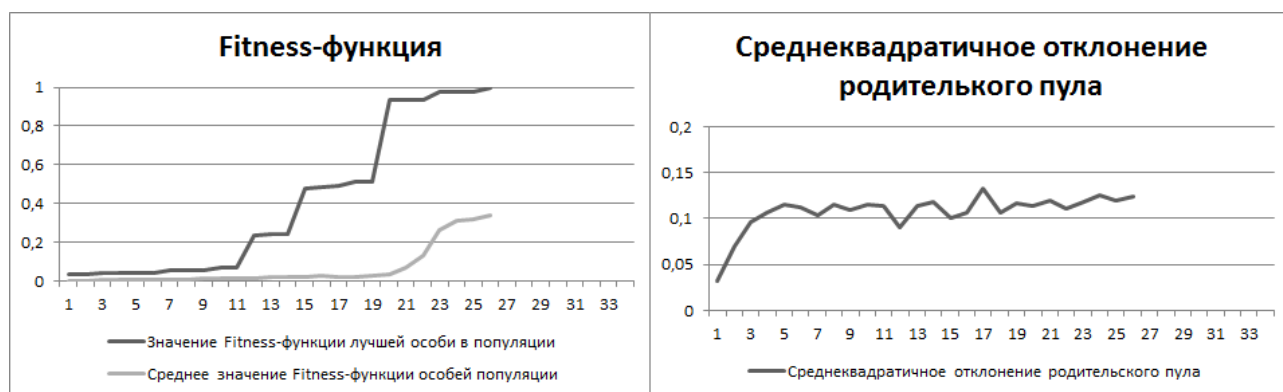 Fitness-функция
1
0,8
0,6
0,4
0,2
0
1 3 5 7 9 11 13 15 17 19 21 23 25 27 29 31 33
Значение Fitness-функции лучшей особи в популяции
Среднее значение Fitness-функции особей популяции
Среднеквадратичное отклонение
родителького пула
0,2
0,15
0,1
0,05
0
1 3 5 7 9 11 13 15 17 19 21 23 25 27 29 31 33
Среднеквадратичное отклонение родительского пула